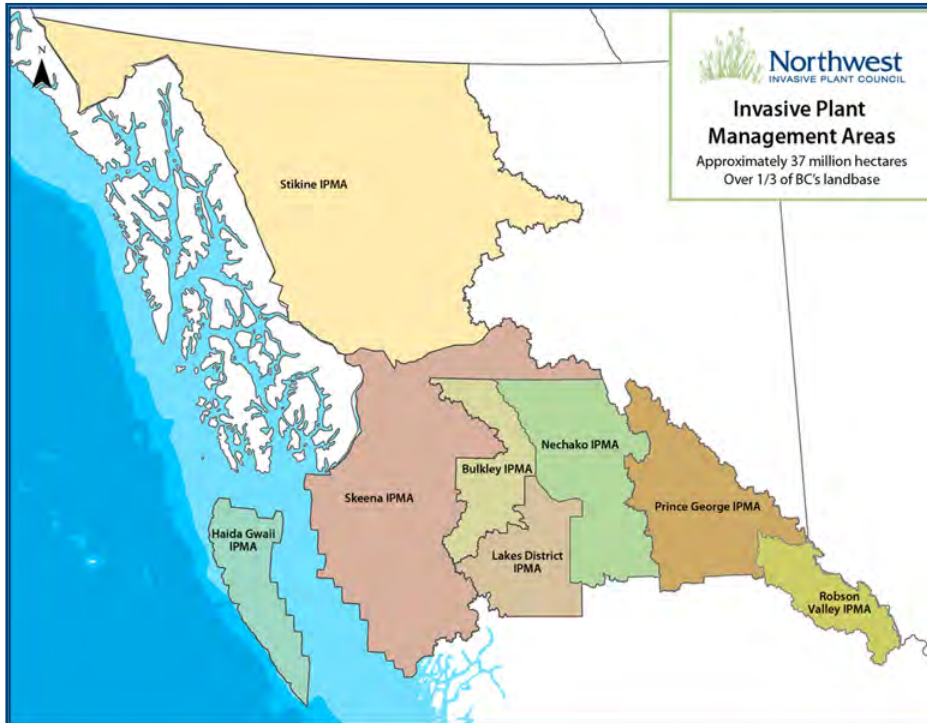 N
Northwest
INVASIVE PLANT COUNCIL
Invasive Plant
Management Areas
Approximately 37 million hectares
Over 1/3 of BC's landbase
Stikine IPMA
Nechako IPMA
Bulkley IPMA
Skeena IPMA
Prince George IPMA
Haida Gwaii
IPMA
Lakes District
IPMA
Robson
Valley IPMA